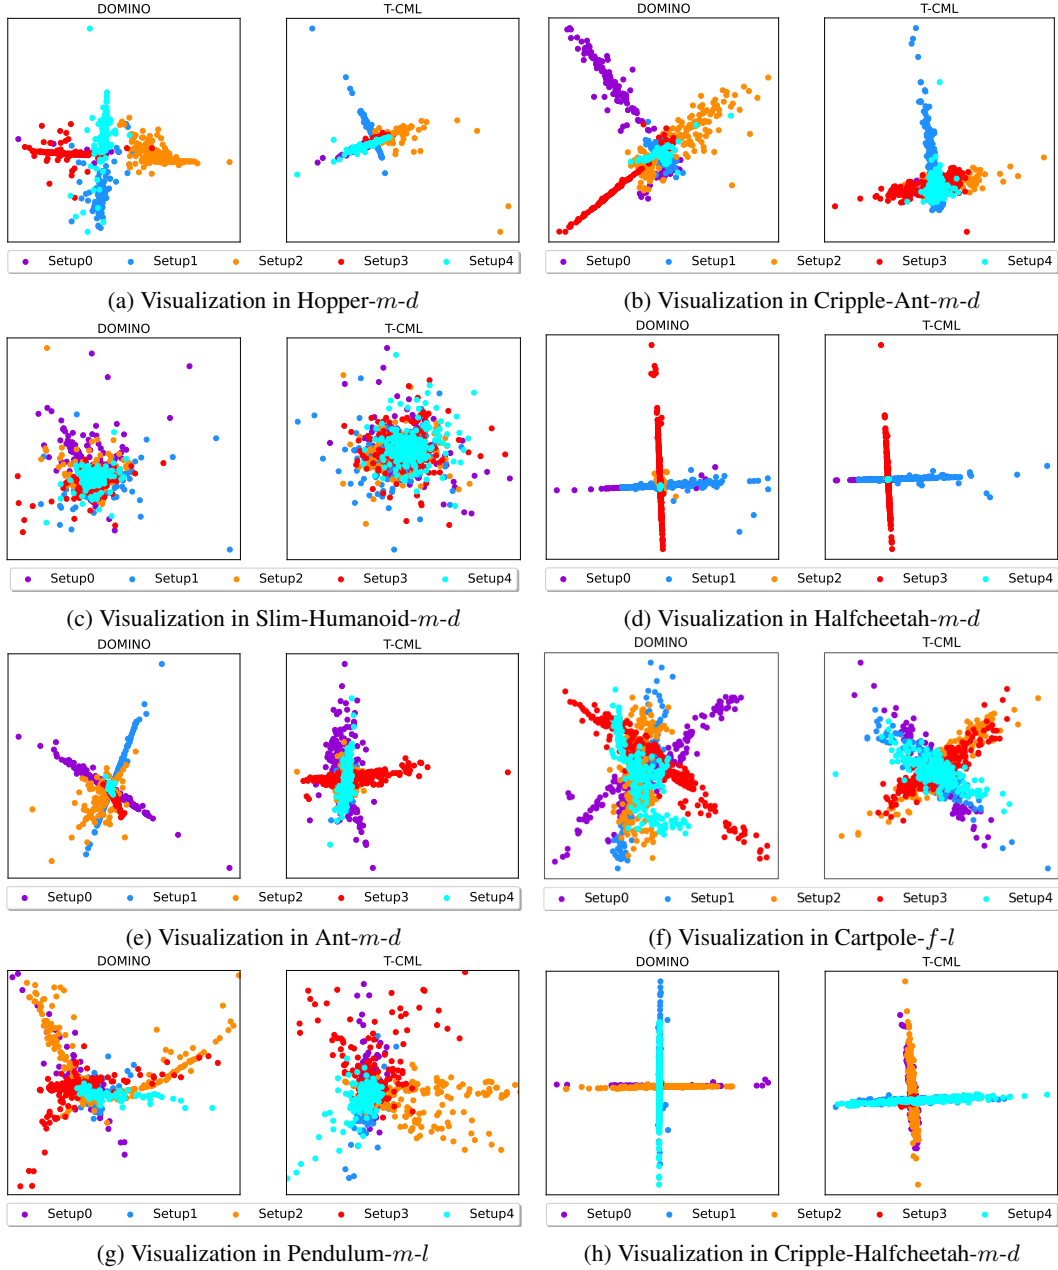 DOMINO T-CML DOMINO T-CML
Setup0 Setup1 Setup2 Setup3 Setup4 Setup0 Setup1 Setup2 Setup3 Setup4
(a) Visualization in Hopper-m-d (b) Visualization in Cripple-Ant-m-d
DOMINO T-CML DOMINO T-CML
Setup0 Setup1 Setup2 Setup3 Setup4 Setup0 Setup1 Setup2 Setup3 Setup4
(c) Visualization in Slim-Humanoid-m-d (d) Visualization in Halfcheetah-m-d
DOMINO T-CML DOMINO T-CML
Setup0 Setup1 Setup2 Setup3 Setup4 Setup0 Setup1 Setup2 Setup3 Setup4
(e) Visualization in Ant-m-d (f) Visualization in Cartpole-f-l
DOMINO T-CML DOMINO T-CML
Setup0 Setup1 Setup2 Setup3 Setup4 Setup0 Setup1 Setup2 Setup3 Setup4
(g) Visualization in Pendulum-m-l (h) Visualization in Cripple-Halfcheetah-m-d